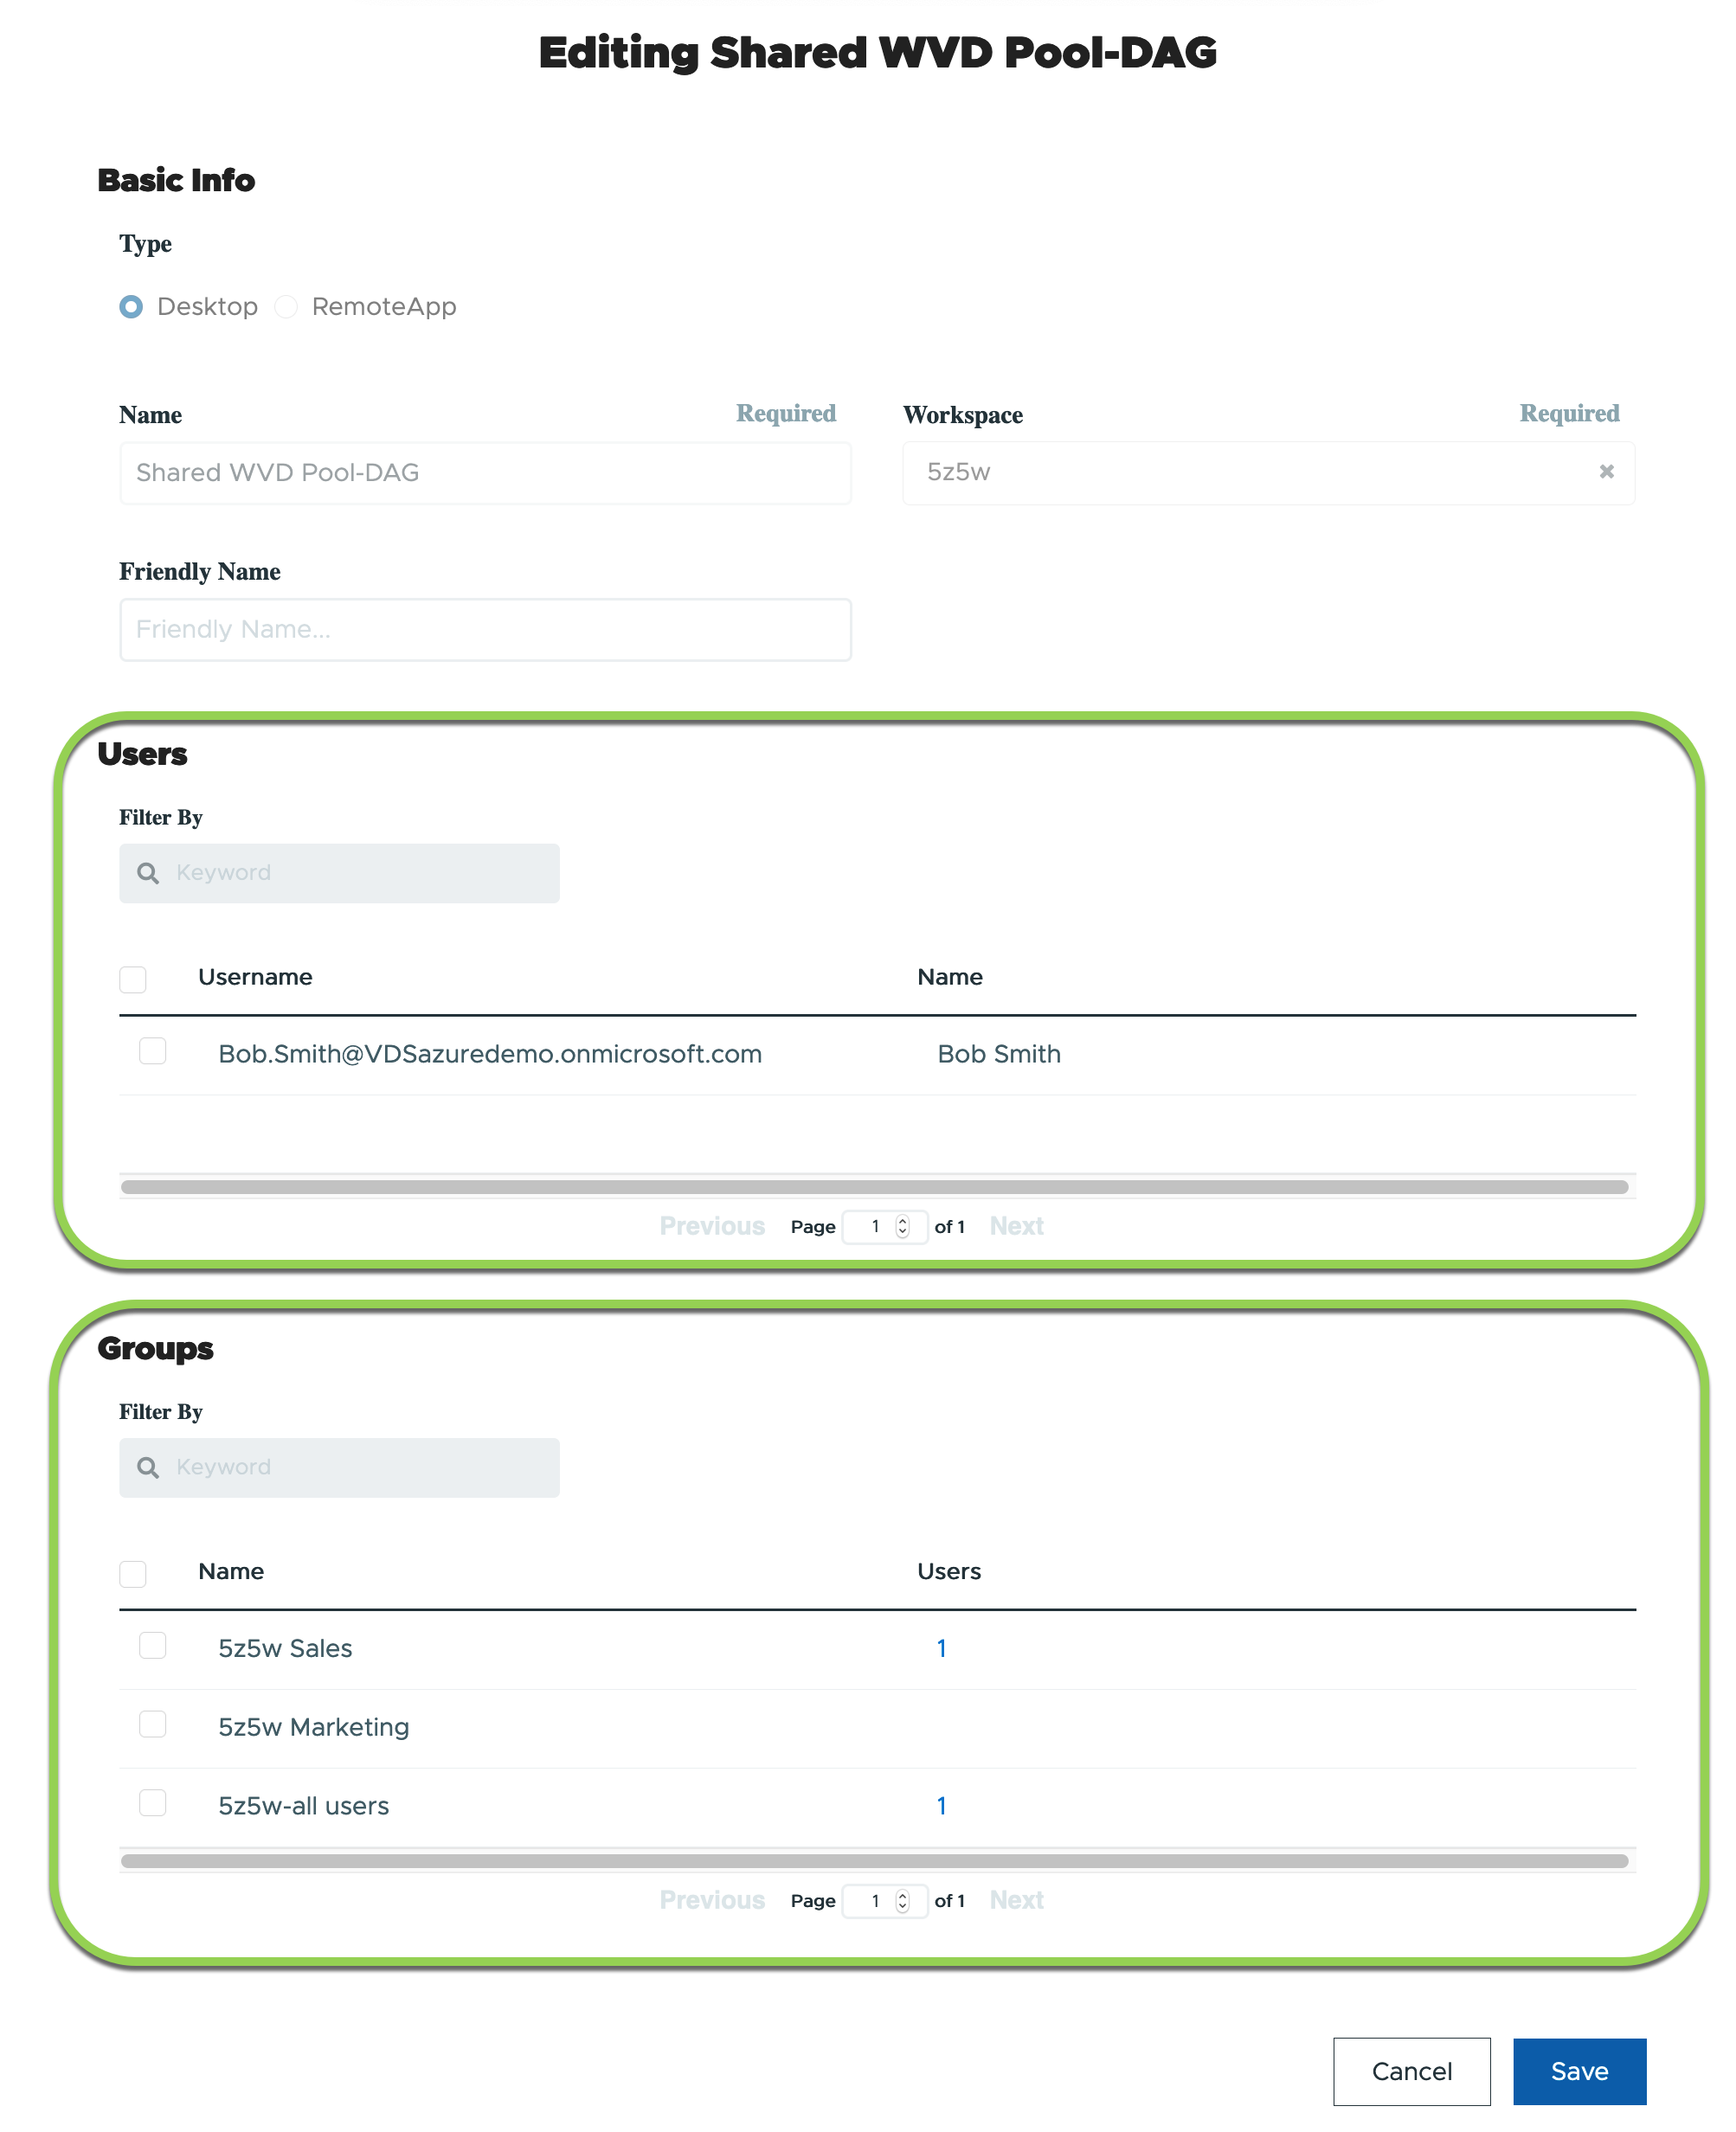 Editing Shared WVD Pool-DAG
Basic Info
Type
Desktop RemoteApp
Name Required Workspace Required
Shared WVD Pool-DAG 5z5w
Friendly Name
Friendly Name...
Users
Filter By
Keyword
Username Name
Bob.Smith@VDSazuredemo.onmicrosoft.com Bob Smith
Previous Page 1 of 1 Next
Groups
Filter By
Keyword
Name Users
5z5w Sales 1
5z5w Marketing
5z5w-all users 1
Previous Page 1 of 1 Next
Cancel Save